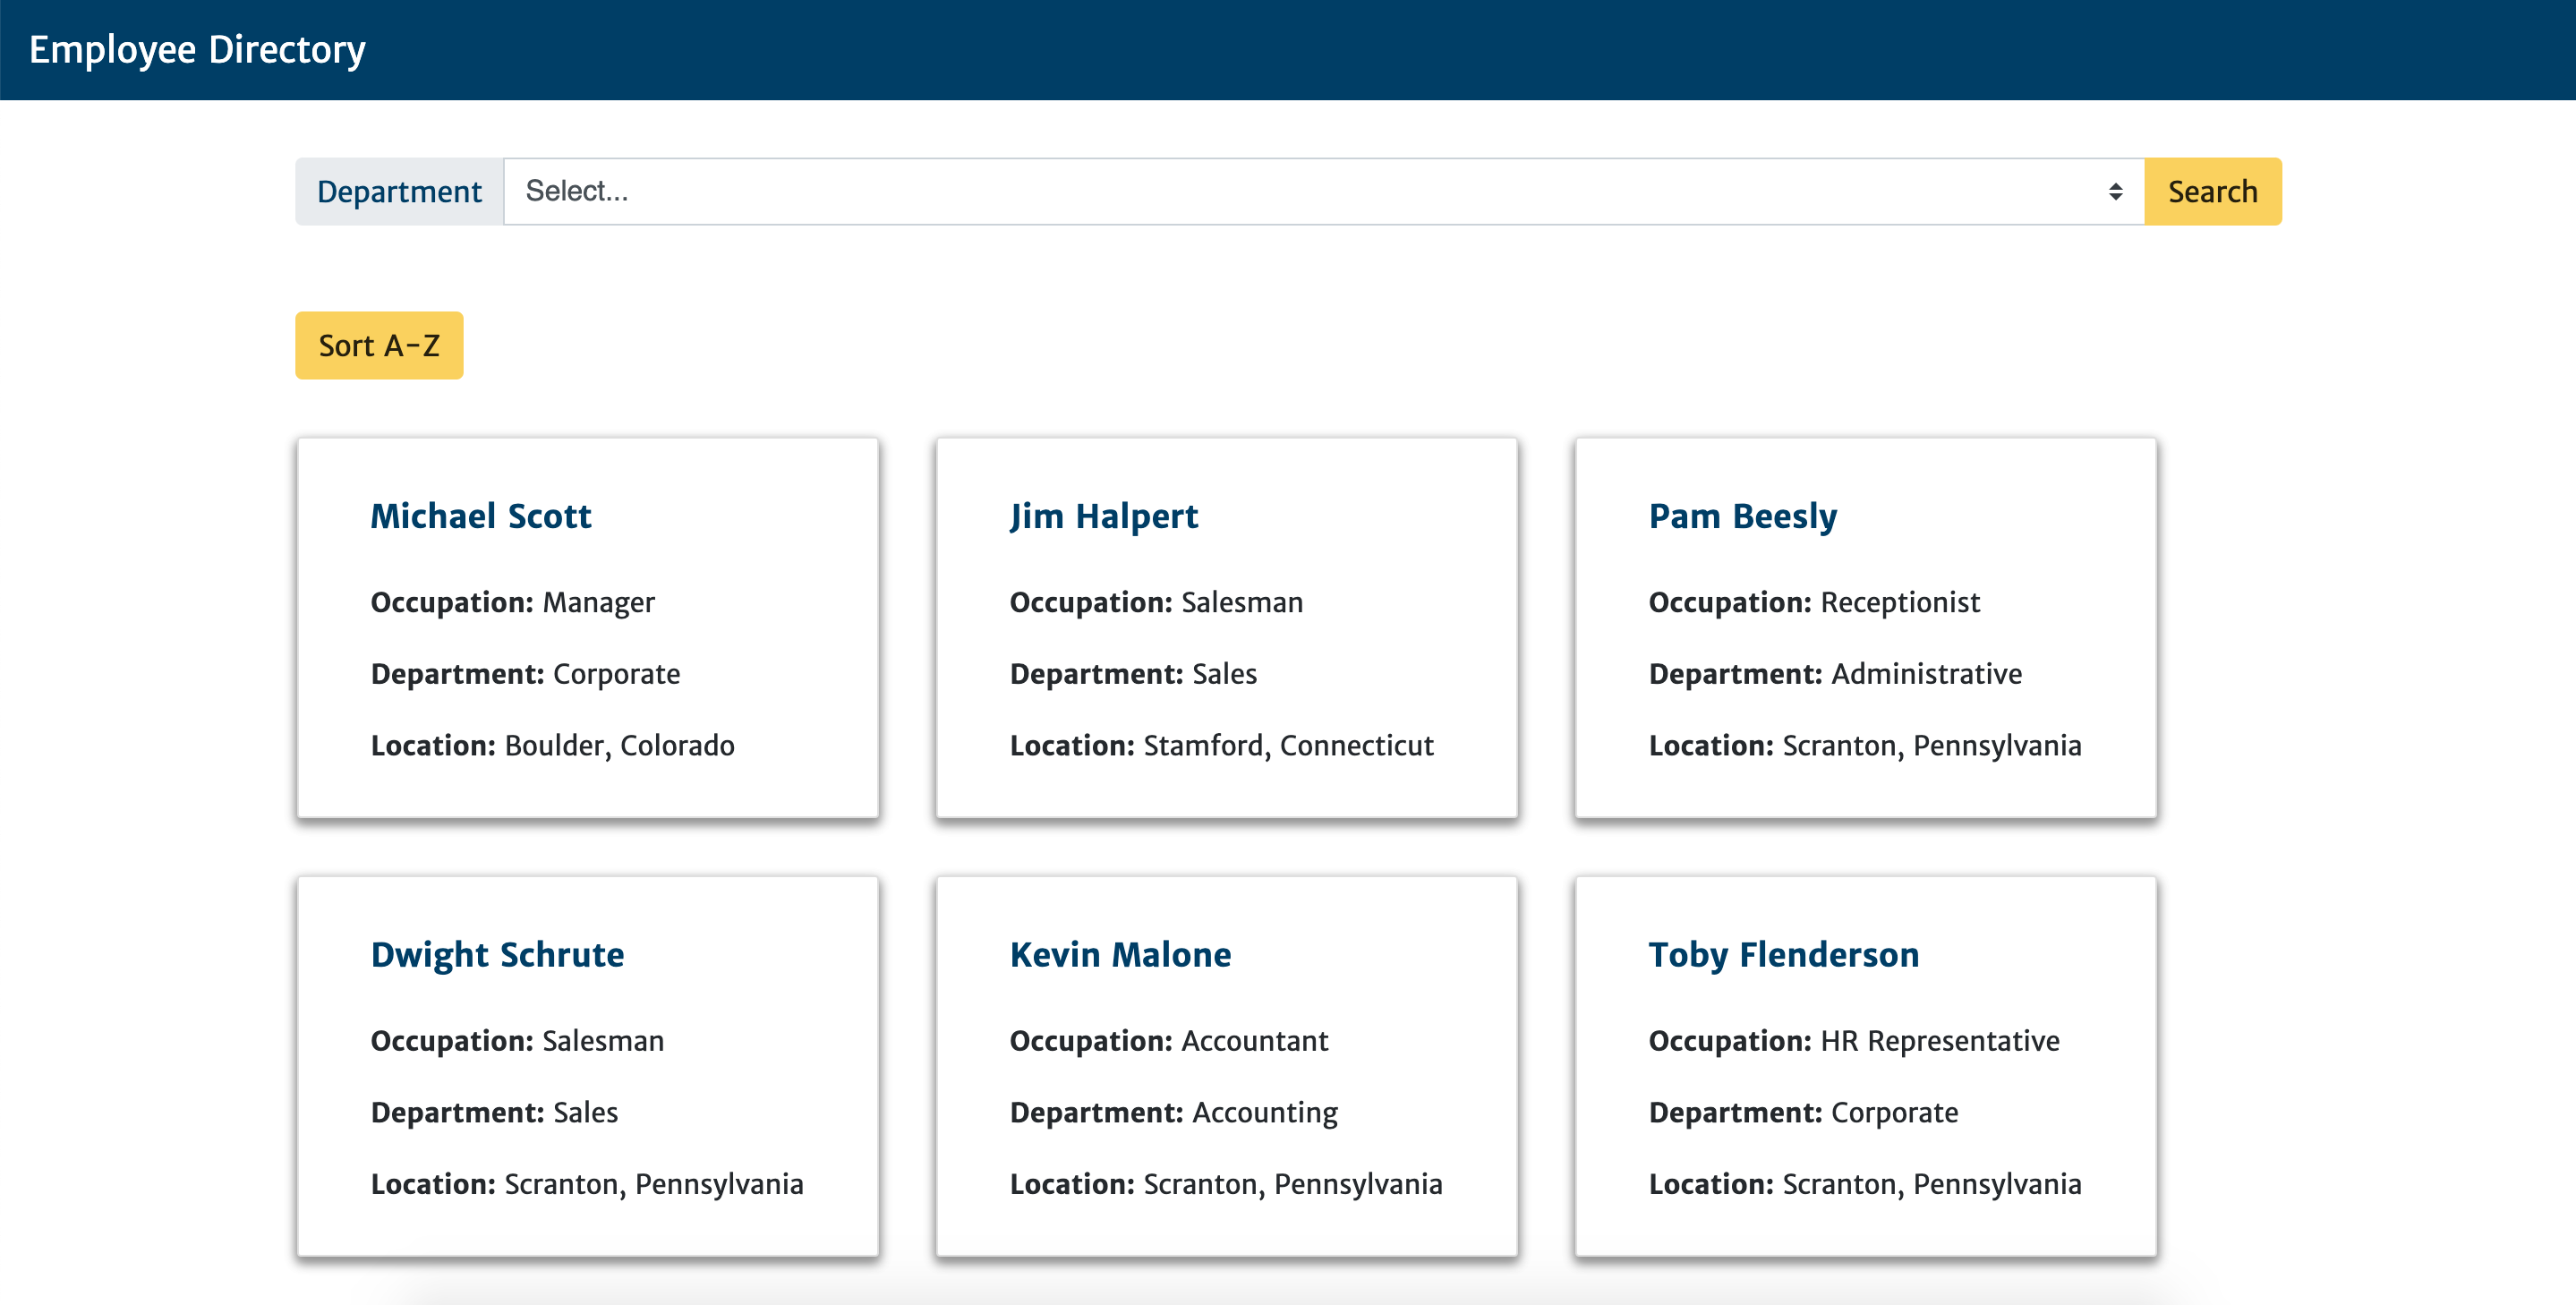 Employee Directory
Department Select... Search
Sort A-Z
Michael Scott
Occupation: Manager
Department: Corporate
Location: Boulder, Colorado
Jim Halpert
Occupation: Salesman
Department: Sales
Location: Stamford, Connecticut
Pam Beesly
Occupation: Receptionist
Department: Administrative
Location: Scranton, Pennsylvania
Dwight Schrute
Occupation: Salesman
Department: Sales
Location: Scranton, Pennsylvania
Kevin Malone
Occupation: Accountant
Department: Accounting
Location: Scranton, Pennsylvania
Toby Flenderson
Occupation: HR Representative
Department: Corporate
Location: Scranton, Pennsylvania